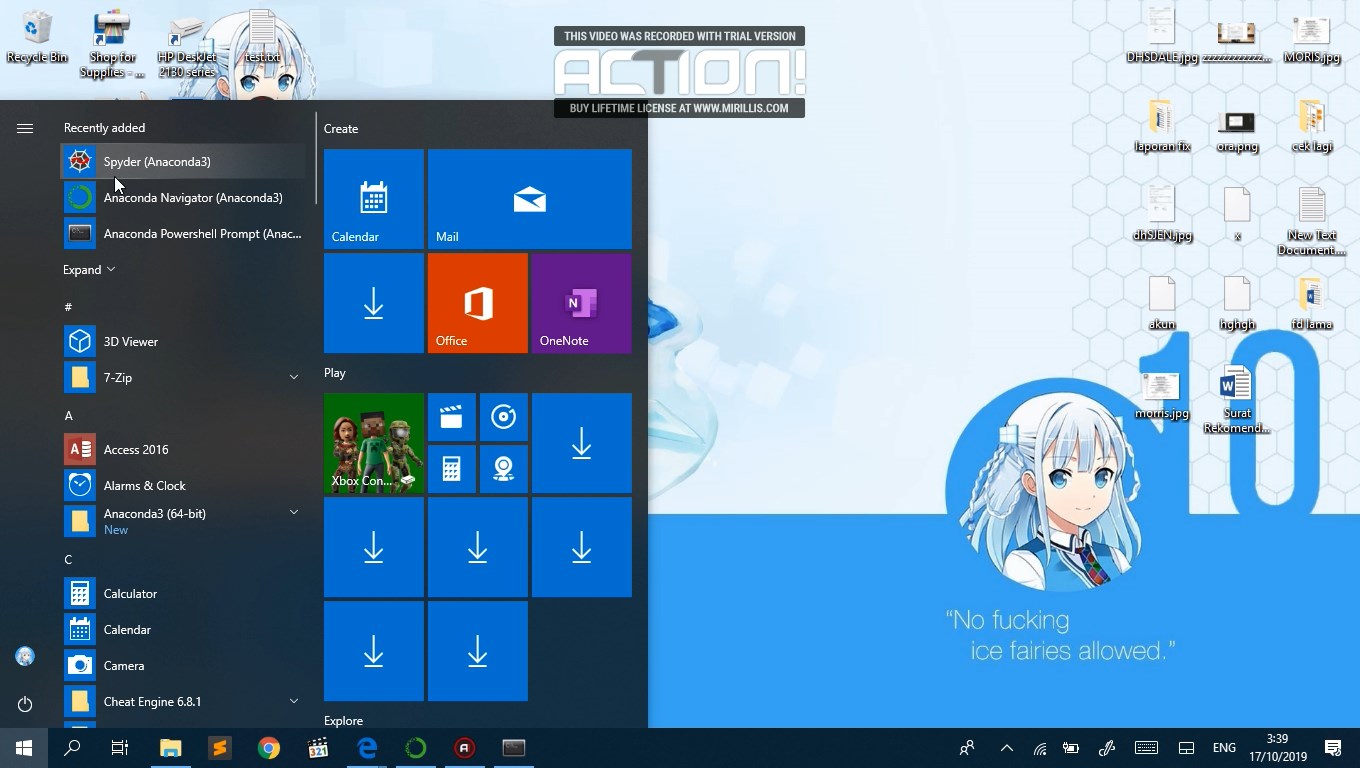 Recycle Bin
Shop for
Supplies - ...
HP DeskJet
2130 series
test.txt
THIS VIDEO WAS RECORDED WITH TRIAL VERSION
ACTION!
BUY LIFETIME LICENSE AT WWW.MIRILLIS.COM
DHSDALE.jpg
zzzzzzzzzzzz...
MORIS.jpg
laporan fix
ora.png
cek lagi
dhSJEN.jpg
x
New Text
Document....
akun
hghgh
fd lama
morris.jpg
Surat
Rekomend...
Recently added
Spyder (Anaconda3)
Anaconda Navigator (Anaconda3)
Anaconda Powershell Prompt (Anac...
Expand
#
3D Viewer
7-Zip
A
Access 2016
Alarms & Clock
Anaconda3 (64-bit)
New
C
Calculator
Calendar
Camera
Cheat Engine 6.8.1
Create
Calendar
Mail
Office
OneNote
Play
Xbox Con...
Explore
10
“No fucking
ice fairies allowed.”
321
ENG
3:39
17/10/2019